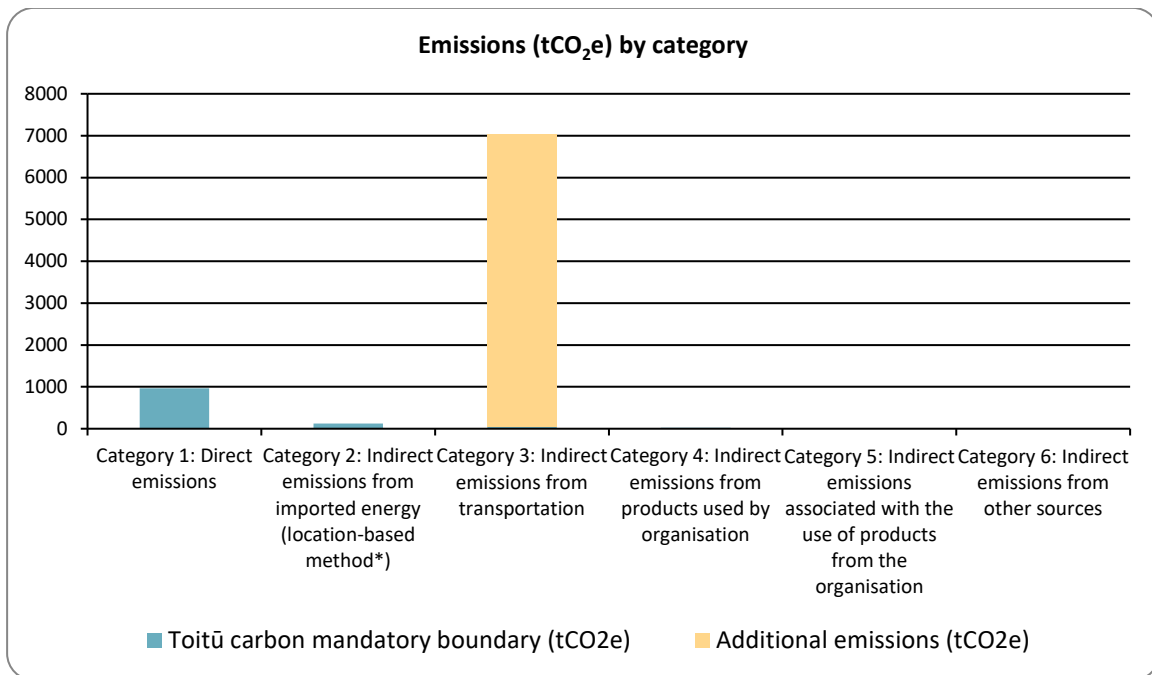 Emissions (tCO₂e) by category
8000
7000
6000
5000
4000
3000
2000
1000
0
Category 1: Direct
emissions
Category 2: Indirect
emissions from
imported energy
(location-based
method*)
Category 3: Indirect
emissions from
transportation
Category 4: Indirect
emissions from
products used by
organisation
Category 5: Indirect
emissions
associated with the
use of products
from the
organisation
Category 6: Indirect
emissions from
other sources
Toitū carbon mandatory boundary (tCO2e)
Additional emissions (tCO2e)